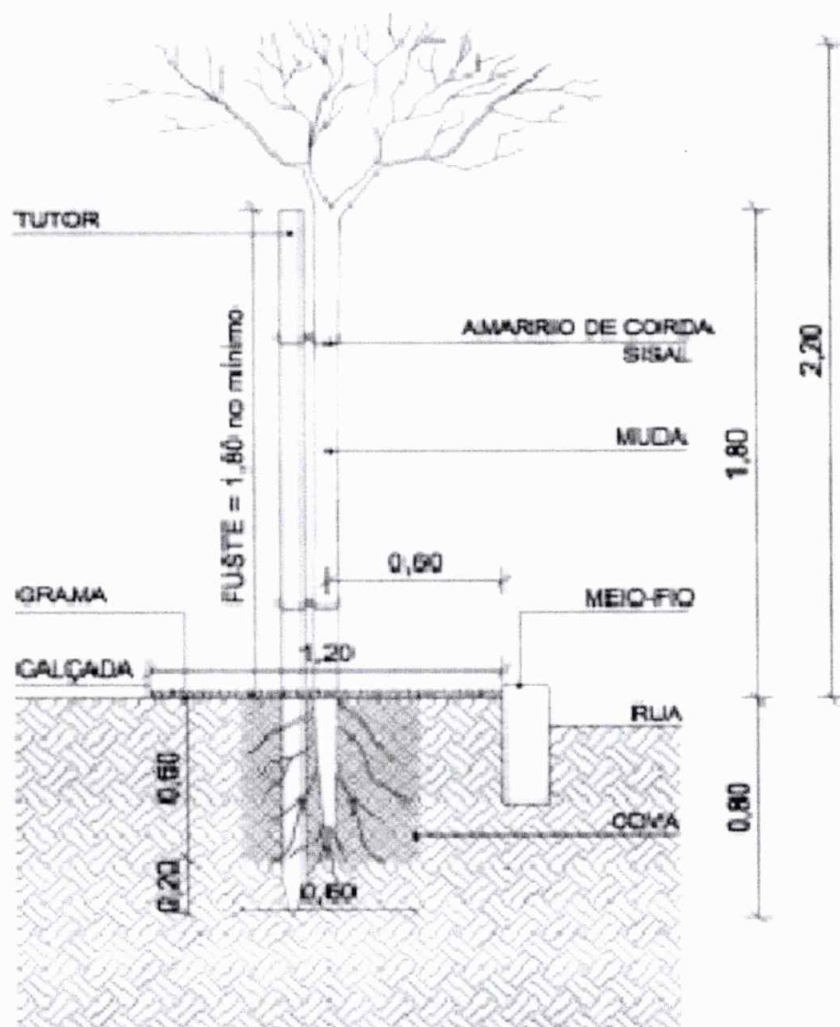 TUTOR
FUSTE = 1,80 no mínimo
AMARRIO DE CORDA
SISAL
MUDA
2,20
1,80
0,60
GRAMA
MEIO-FIO
1,20
CALÇADA
RUA
0,60
0,80
COVA
0,20
0,60